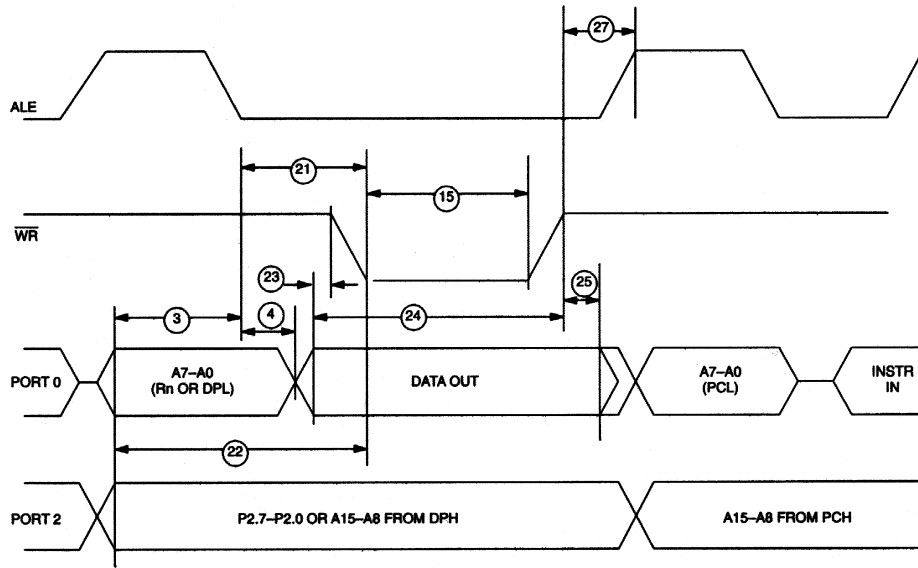 27
ALE
21
15
WR
23
25
3
4
24
PORT 0
A7–A0
(Rn OR DPL)
DATA OUT
A7–A0
(PCL)
INSTR
IN
22
PORT 2
P2.7–P2.0 OR A15–A8 FROM DPH
A15–A8 FROM PCH